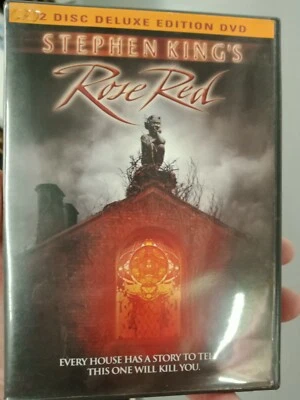 2 DISC DELUXE EDITION DVD
STEPHEN KING'S
Rose Red
EVERY HOUSE HAS A STORY TO TELL
THIS ONE WILL KILL YOU.